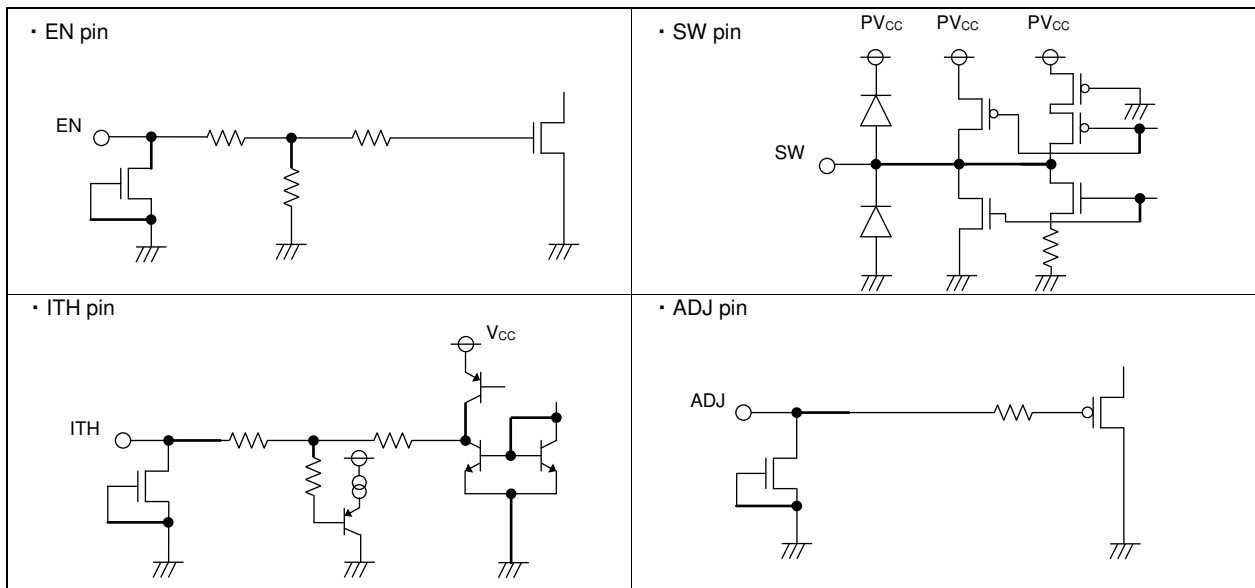 ・EN pin
EN
・SW pin
PVCC PVCC PVCC
SW
・ITH pin
VCC
ITH
・ADJ pin
ADJ